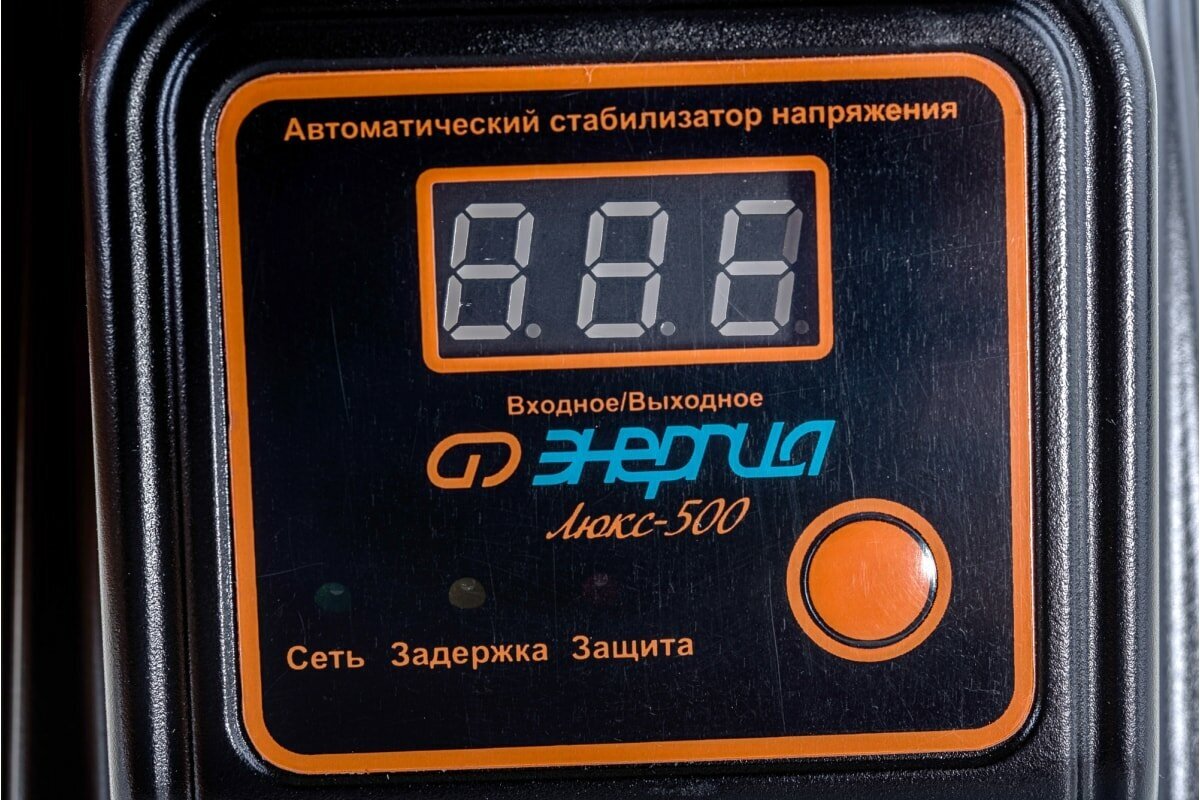 Автоматический стабилизатор напряжения
Входное/Выходное
энергия
Люкс-500
Сеть Задержка Защита